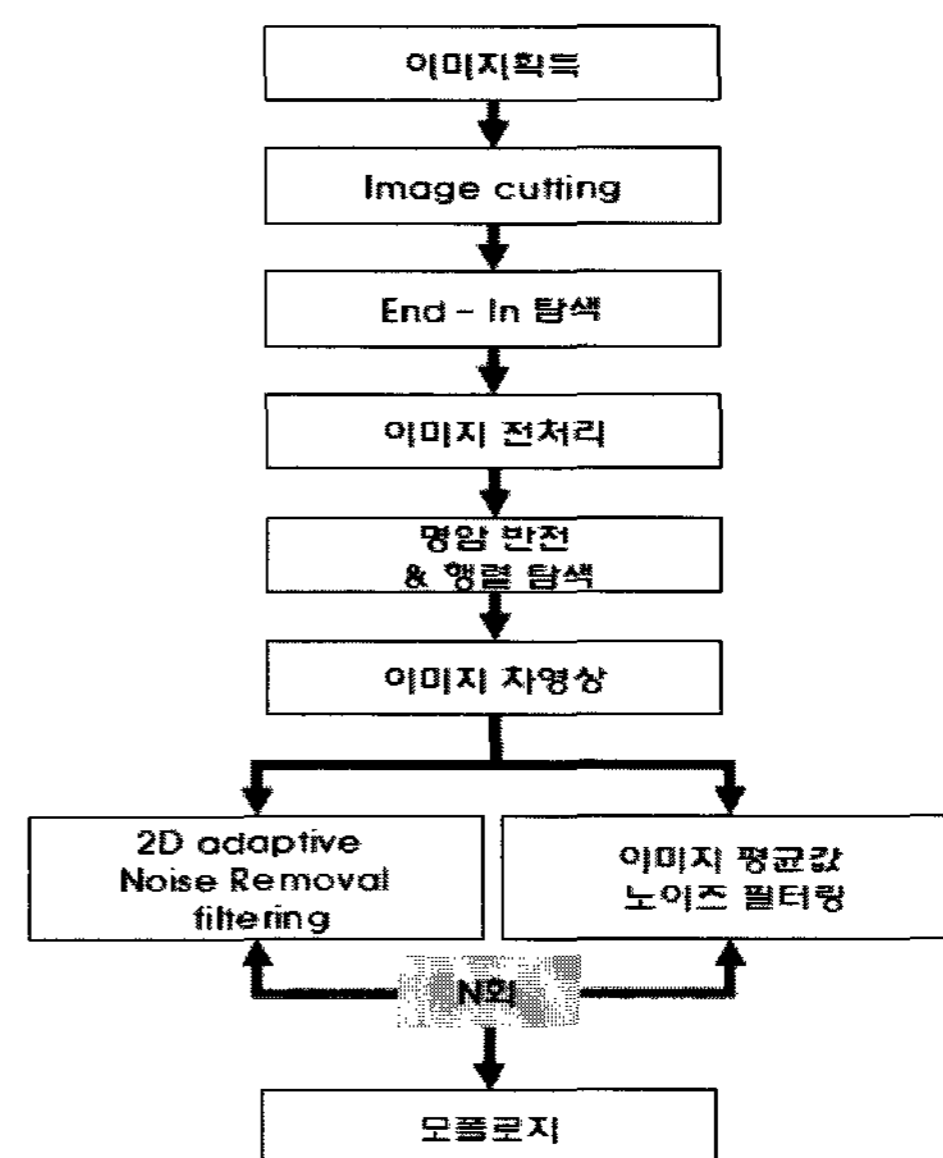 이미지획득
Image cutting
End – In 탐색
이미지 전처리
명암 반전
& 행렬 탐색
이미지 차영상
2D adaptive
Noise Removal
filtering
이미지 평균값
노이즈 필터링
N회
모폴로지